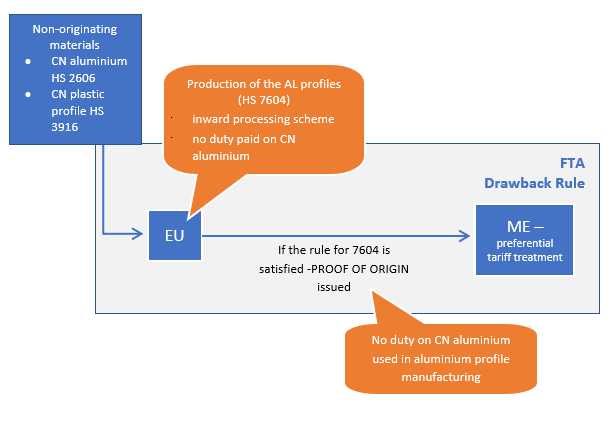 Non-originating
materials
• CN aluminium
HS 2606
• CN plastic
profile HS
3916
Production of the AL profiles
(HS 7604)
· inward processing scheme
· no duty paid on CN
aluminium
FTA
Drawback Rule
EU
If the rule for 7604 is
satisfied -PROOF OF ORIGIN
issued
ME –
preferential
tariff treatment
No duty on CN aluminium
used in aluminium profile
manufacturing